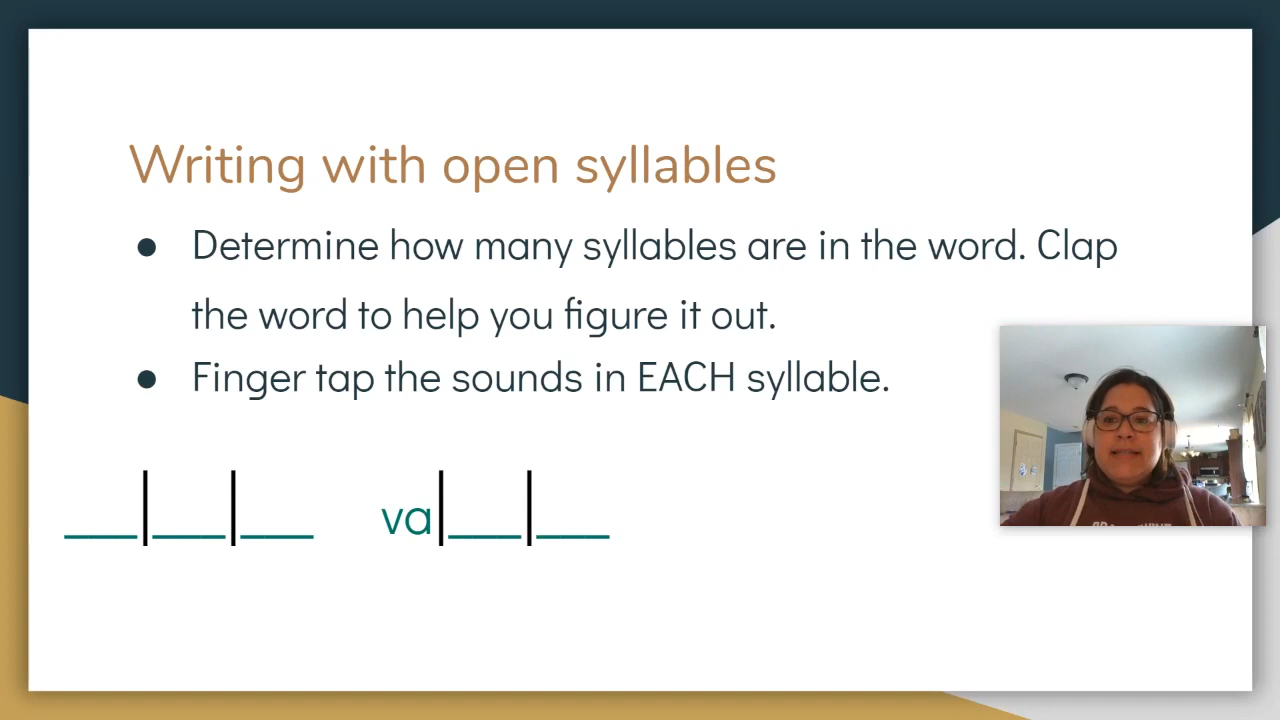 Writing with open syllables
● Determine how many syllables are in the word. Clap
the word to help you figure it out.
● Finger tap the sounds in EACH syllable.
___|___|___ va|___|___